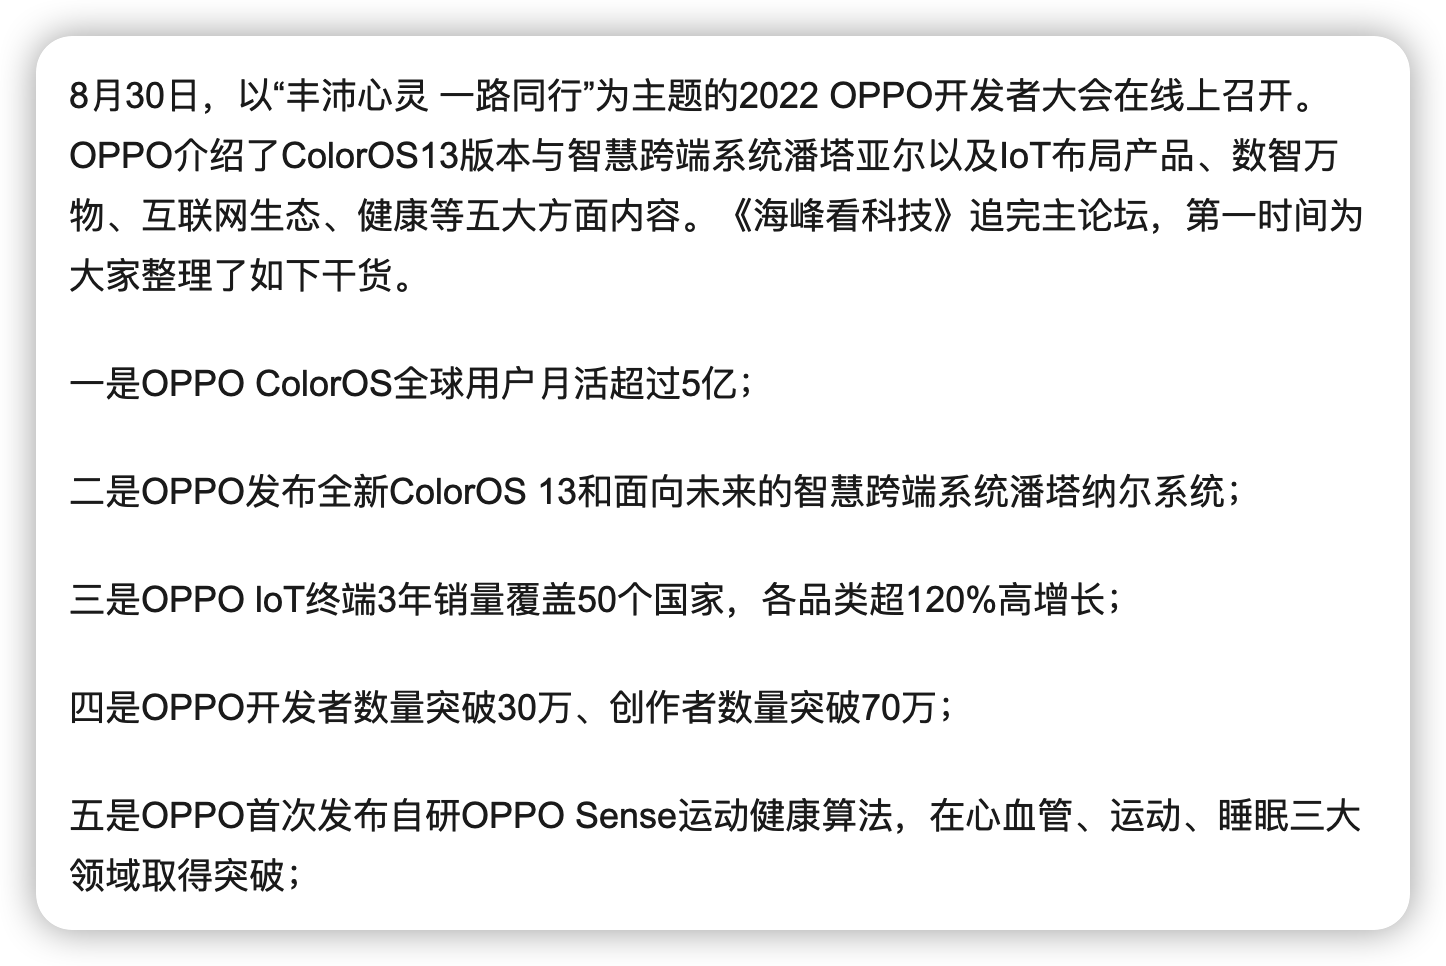 8月30日，以“丰沛心灵 一路同行”为主题的2022 OPPO开发者大会在线上召开。
OPPO介绍了ColorOS13版本与智慧跨端系统潘塔亚尔以及IoT布局产品、数智万
物、互联网生态、健康等五大方面内容。《海峰看科技》追完主论坛，第一时间为
大家整理了如下干货。
一是OPPO ColorOS全球用户月活超过5亿；
二是OPPO发布全新ColorOS 13和面向未来的智慧跨端系统潘塔纳尔系统；
三是OPPO IoT终端3年销量覆盖50个国家，各品类超120%高增长；
四是OPPO开发者数量突破30万、创作者数量突破70万；
五是OPPO首次发布自研OPPO Sense运动健康算法，在心血管、运动、睡眠三大
领域取得突破；